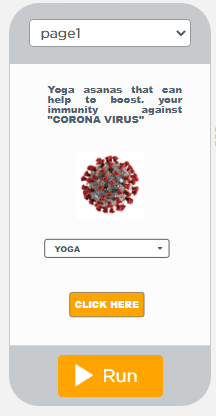 page1
Yoga asanas that can
help to boost. your
immunity against
"CORONA VIRUS"
YOGA
CLICK HERE
Run